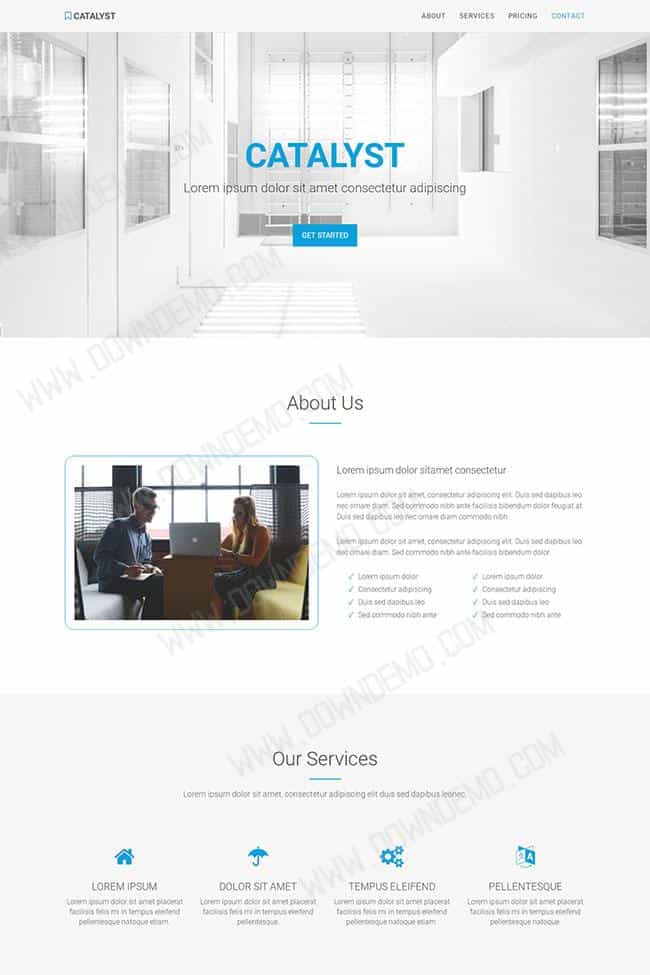 CATALYST
ABOUT SERVICES PRICING CONTACT
CATALYST
Lorem ipsum dolor sit amet consectetur adipiscing
GET STARTED
WWW.DOWNDEMO.COM
About Us
Lorem ipsum dolor sitamet consectetur
Lorem ipsum dolor sit amet, consectetur adipiscing elit. Duis sed dapibus leo
nec ornare diam. Sed commodo nibh ante facilisis bibendum dolor feugiat at.
Duis sed dapibus leo nec ornare diam commodo nibh.
Lorem ipsum dolor sit amet, consectetur adipiscing elit. Duis sed dapibus leo
nec ornare. Sed commodo nibh ante facilisis bibendum dolor.
Lorem ipsum dolor
Consectetur adipiscing
Duis sed dapibus leo
Sed commodo nibh ante
Lorem ipsum dolor
Consectetur adipiscing
Duis sed dapibus leo
Sed commodo nibh ante
WWW.DOWNDEMO.COM
Our Services
Lorem ipsum dolor sit amet, consectetur adipiscing elit duis sed dapibus leonec.
WWW.DOWNDEMO.COM
LOREM IPSUM
Lorem ipsum dolor sit amet placerat
facilisis felis mi in tempus eleifend
pellentesque natoque etiam.
DOLOR SIT AMET
Lorem ipsum dolor sit amet placerat
facilisis felis mi in tempus eleifend
pellentesque.
TEMPUS ELEIFEND
Lorem ipsum dolor sit amet placerat
facilisis felis mi in tempus eleifend
pellentesque natoque etiam.
PELLENTESQUE
Lorem ipsum dolor sit amet placerat
facilisis felis mi in tempus eleifend
pellentesque natoque.